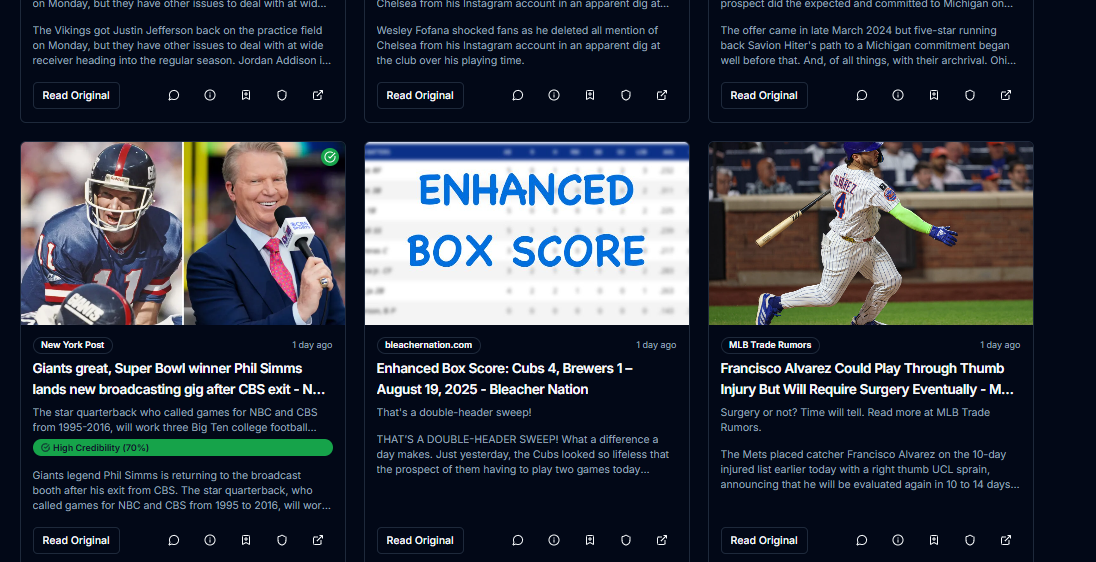 on Monday, but they have other issues to deal with at wid...
The Vikings got Justin Jefferson back on the practice field
on Monday, but they have other issues to deal with at wide
receiver heading into the regular season. Jordan Addison i...
Read Original
Chelsea from his Instagram account in an apparent dig at...
Wesley Fofana shocked fans as he deleted all mention of
Chelsea from his Instagram account in an apparent dig at
the club over his playing time.
Read Original
prospect did the expected and committed to Michigan on...
The offer came in late March 2024 but five-star running
back Savion Hiter's path to a Michigan commitment began
well before that. And, of all things, with their archrival. Ohi...
Read Original
11
GIANTS
CBS
New York Post
1 day ago
Giants great, Super Bowl winner Phil Simms
lands new broadcasting gig after CBS exit - N...
The star quarterback who called games for NBC and CBS
from 1995-2016, will work three Big Ten college football...
High Credibility (70%)
Giants legend Phil Simms is returning to the broadcast
booth after his exit from CBS. The star quarterback, who
called games for NBC and CBS from 1995 to 2016, will wor...
Read Original
ENHANCED
BOX SCORE
bleachernation.com
1 day ago
Enhanced Box Score: Cubs 4, Brewers 1 –
August 19, 2025 - Bleacher Nation
That's a double-header sweep!
THAT'S A DOUBLE-HEADER SWEEP! What a difference a
day makes. Just yesterday, the Cubs looked so lifeless that
the prospect of them having to play two games today...
Read Original
MLB Trade Rumors
1 day ago
Francisco Alvarez Could Play Through Thumb
Injury But Will Require Surgery Eventually - M...
Surgery or not? Time will tell. Read more at MLB Trade
Rumors.
The Mets placed catcher Francisco Alvarez on the 10-day
injured list earlier today with a right thumb UCL sprain,
announcing that he will be evaluated again in 10 to 14 days...
Read Original